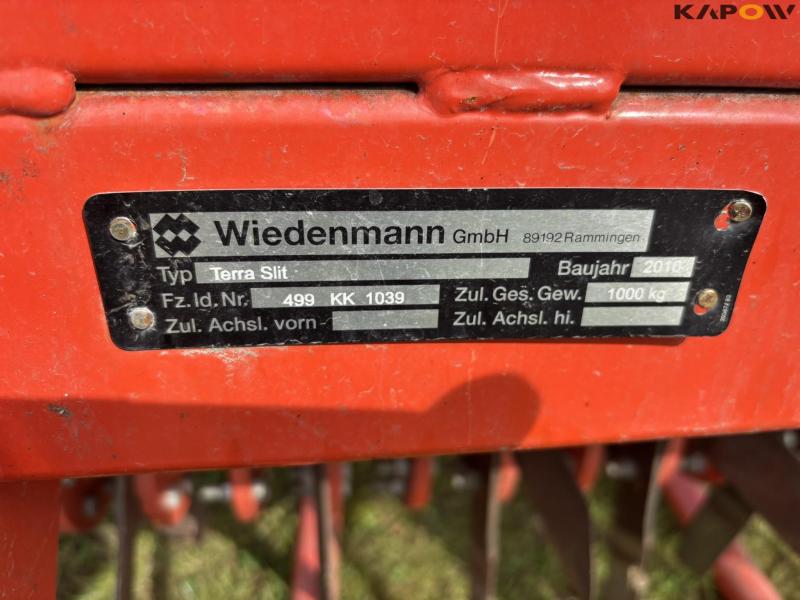 KAPOW
Wiedenmann GmbH 89192 Rammingen
Typ Terra Slit Baujahr 2010
Fz. Id. Nr. 499 KK 1039 Zul. Ges. Gew. 1000 kg
Zul. Achsl. vorn Zul. Achsl. hi.